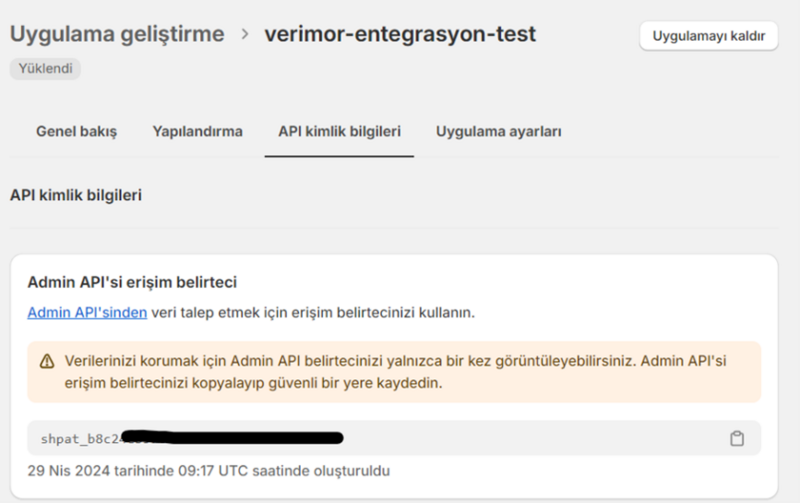 Uygulama geliştirme > verimor-entegrasyon-test
Uygulamayı kaldır
Yüklendi
Genel bakış Yapılandırma API kimlik bilgileri Uygulama ayarları
API kimlik bilgileri
Admin API'si erişim belirteci
Admin API'sinden veri talep etmek için erişim belirtecinizi kullanın.
Verilerinizi korumak için Admin API belirtecinizi yalnızca bir kez görüntüleyebilirsiniz. Admin API'si
erişim belirtecinizi kopyalayıp güvenli bir yere kaydedin.
shpat_b8c2
29 Nis 2024 tarihinde 09:17 UTC saatinde oluşturuldu